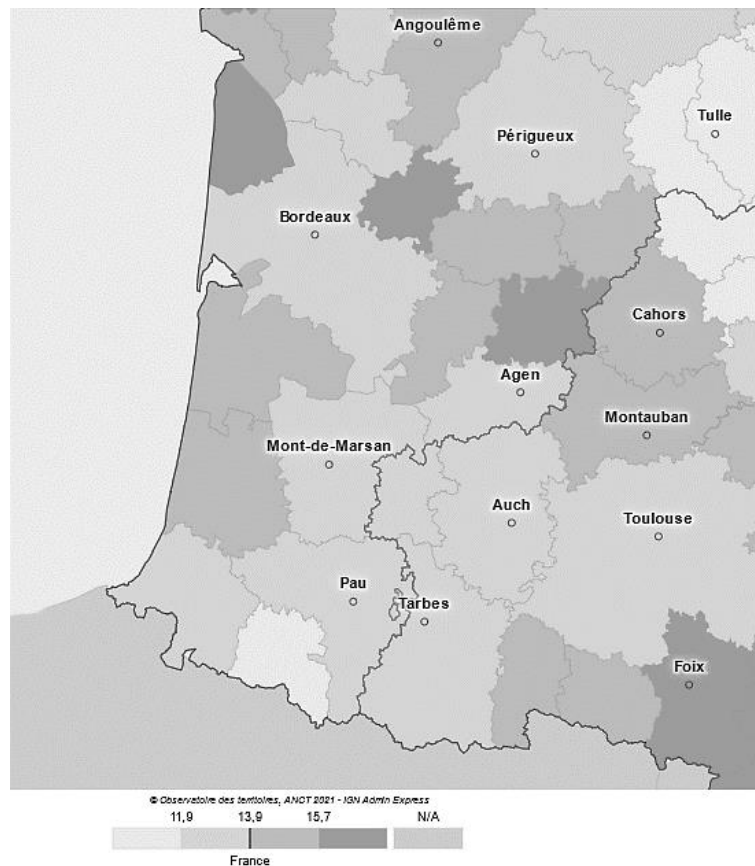 Angoulême
Tulle
Périgueux
Bordeaux
Cahors
Agen
Montauban
Mont-de-Marsan
Auch
Toulouse
Pau
Tarbes
Foix
© Observatoire des territoires, ANCT 2021 - IGN Admin Express
11,9 13,9 15,7 N/A
France